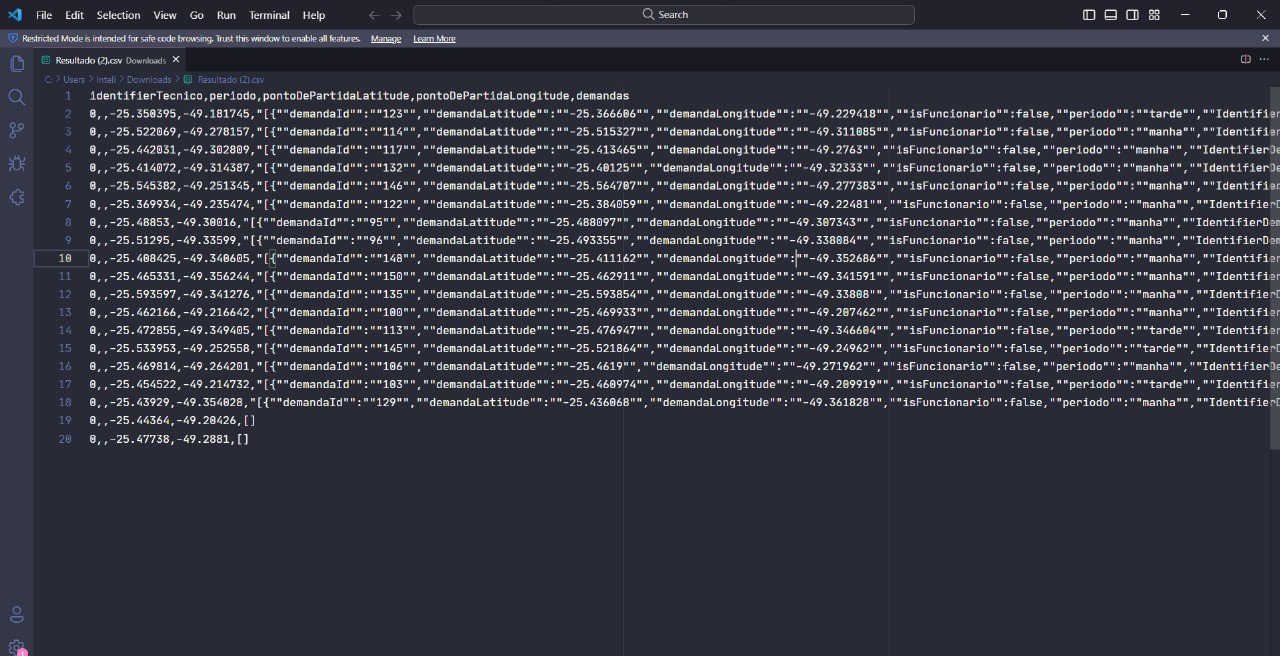 File Edit Selection View Go Run Terminal Help Search
Restricted Mode is intended for safe code browsing. Trust this window to enable all features. Manage Learn More
Resultado (2).csv Downloads
C: > Users > Inteli > Downloads > Resultado (2).csv
1 identifierTecnico,periodo,pontoDePartidaLatitude,pontoDePartidaLongitude,demandas
2 0,,-25.350395,-49.181745,"[{""demandaId"":""123"",""demandaLatitude"":""-25.366606"",""demandaLongitude"":""-49.229418"",""isFuncionario"":false,""periodo"":""tarde"",""Identifie
3 0,,-25.522069,-49.278157,"[{""demandaId"":""114"",""demandaLatitude"":""-25.515327"",""demandaLongitude"":""-49.311085"",""isFuncionario"":false,""periodo"":""manha"",""Identifie
4 0,,-25.442031,-49.302809,"[{""demandaId"":""117"",""demandaLatitude"":""-25.413465"",""demandaLongitude"":""-49.2763"",""isFuncionario"":false,""periodo"":""manha"",""IdentifierD
5 0,,-25.414072,-49.314387,"[{""demandaId"":""132"",""demandaLatitude"":""-25.40125"",""demandaLongitude"":""-49.32333"",""isFuncionario"":false,""periodo"":""manha"",""IdentifierD
6 0,,-25.545382,-49.251345,"[{""demandaId"":""146"",""demandaLatitude"":""-25.564707"",""demandaLongitude"":""-49.277383"",""isFuncionario"":false,""periodo"":""manha"",""Identifie
7 0,,-25.369934,-49.235474,"[{""demandaId"":""122"",""demandaLatitude"":""-25.384059"",""demandaLongitude"":""-49.22481"",""isFuncionario"":false,""periodo"":""manha"",""Identifier
8 0,,-25.48853,-49.30016,"[{""demandaId"":""95"",""demandaLatitude"":""-25.488097"",""demandaLongitude"":""-49.307343"",""isFuncionario"":false,""periodo"":""manha"",""IdentifierDe
9 0,,-25.51295,-49.33599,"[{""demandaId"":""96"",""demandaLatitude"":""-25.493355"",""demandaLongitude"":""-49.338084"",""isFuncionario"":false,""periodo"":""manha"",""IdentifierDe
10 0,,-25.408425,-49.340605,"[{""demandaId"":""148"",""demandaLatitude"":""-25.411162"",""demandaLongitude"":""-49.352686"",""isFuncionario"":false,""periodo"":""manha"",""Identifie
11 0,,-25.465331,-49.356244,"[{""demandaId"":""150"",""demandaLatitude"":""-25.462911"",""demandaLongitude"":""-49.341591"",""isFuncionario"":false,""periodo"":""manha"",""Identifie
12 0,,-25.593597,-49.341276,"[{""demandaId"":""135"",""demandaLatitude"":""-25.593854"",""demandaLongitude"":""-49.33808"",""isFuncionario"":false,""periodo"":""manha"",""Identifier
13 0,,-25.462166,-49.216642,"[{""demandaId"":""100"",""demandaLatitude"":""-25.469933"",""demandaLongitude"":""-49.207462"",""isFuncionario"":false,""periodo"":""manha"",""Identifie
14 0,,-25.472855,-49.349405,"[{""demandaId"":""113"",""demandaLatitude"":""-25.476947"",""demandaLongitude"":""-49.346604"",""isFuncionario"":false,""periodo"":""tarde"",""Identifie
15 0,,-25.533953,-49.252558,"[{""demandaId"":""145"",""demandaLatitude"":""-25.521864"",""demandaLongitude"":""-49.24962"",""isFuncionario"":false,""periodo"":""tarde"",""Identifier
16 0,,-25.469814,-49.264201,"[{""demandaId"":""106"",""demandaLatitude"":""-25.4619"",""demandaLongitude"":""-49.271962"",""isFuncionario"":false,""periodo"":""manha"",""IdentifierD
17 0,,-25.454522,-49.214732,"[{""demandaId"":""103"",""demandaLatitude"":""-25.460974"",""demandaLongitude"":""-49.209919"",""isFuncionario"":false,""periodo"":""tarde"",""Identifie
18 0,,-25.43929,-49.354028,"[{""demandaId"":""129"",""demandaLatitude"":""-25.436068"",""demandaLongitude"":""-49.361828"",""isFuncionario"":false,""periodo"":""manha"",""Identifier
19 0,,-25.44364,-49.20426,[]
20 0,,-25.47738,-49.2881,[]